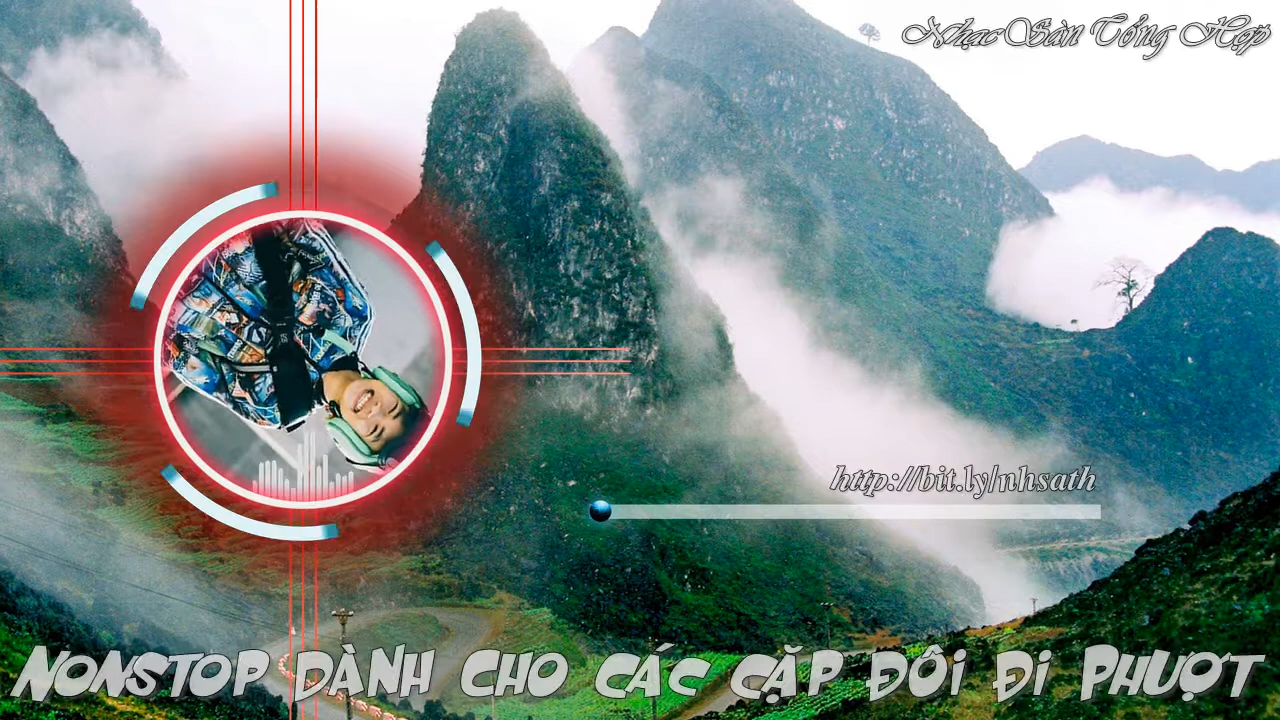 Nhạc Sàn Tổng Hợp
http://bit.ly/nhsath
Nonstop Dành Cho Các Cặp Đôi Đi Phượt